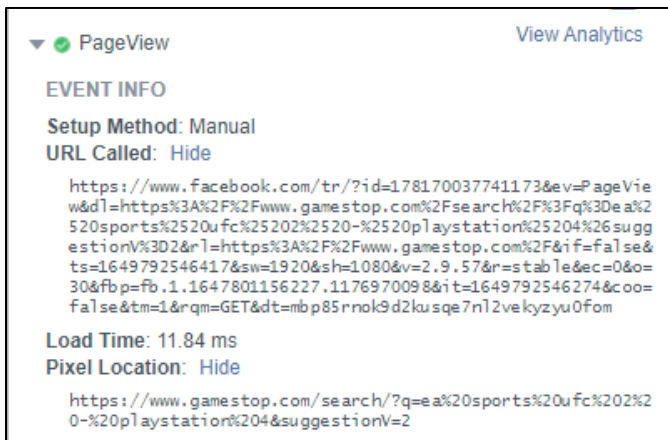 PageView
View Analytics
EVENT INFO
Setup Method: Manual
URL Called: Hide
https://www.facebook.com/tr/?id=178170037741173&ev=PageVie
w&dl=https%3A%2F%2Fwww.gamestop.com%2Fsearch%2F%3Fq%3Dea%2
520sports%2520ufc%25202%2520-%2520playstation%25204%26sugg
estionV%3D2&rl=https%3A%2F%2Fwww.gamestop.com%2F&if=false&
ts=1649792546417&sw=1920&sh=1080&v=2.9.57&r=stable&ec=0&o=
30&fbp=fb.1.1647801156227.1176970098&it=1649792546274&coo=
false&tm=1&rqm=GET&dt=mbp85rnok9d2kusqe7nl2vekyzyu0fom
Load Time: 11.84 ms
Pixel Location: Hide
https://www.gamestop.com/search/?q=ea%20sports%20ufc%202%2
0-%20playstation%204&suggestionV=2